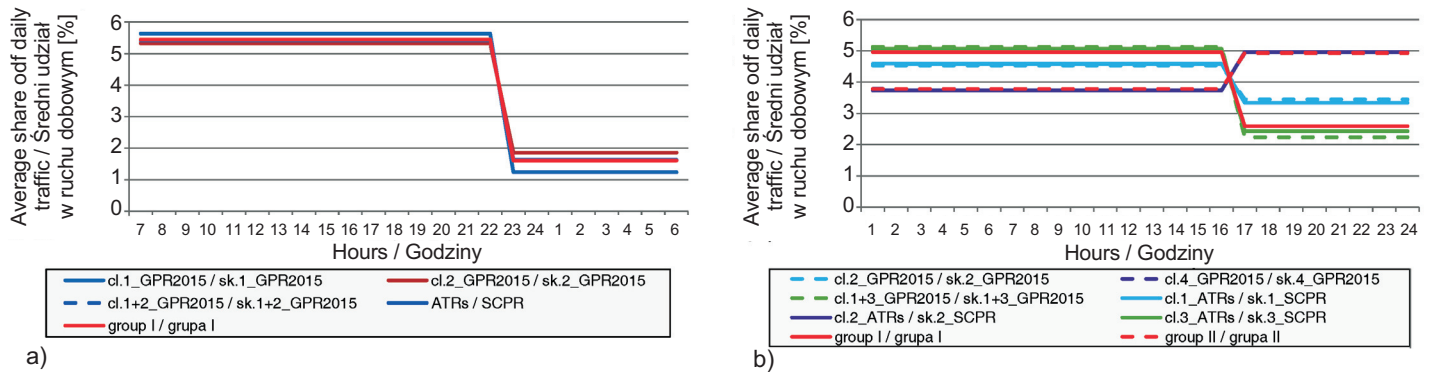 Average share odf daily
traffic / Średni udział
w ruchu dobowym [%]
6
5
4
3
2
1
0
7 8 9 10 11 12 13 14 15 16 17 18 19 20 21 22 23 24 1 2 3 4 5 6
Hours / Godziny
cl.1_GPR2015 / sk.1_GPR2015
cl.2_GPR2015 / sk.2_GPR2015
cl.1+2_GPR2015 / sk.1+2_GPR2015
ATRs / SCPR
group I / grupa I
a)
Average share odf daily
traffic / Średni udział
w ruchu dobowym [%]
6
5
4
3
2
1
0
1 2 3 4 5 6 7 8 9 10 11 12 13 14 15 16 17 18 19 20 21 22 23 24
Hours / Godziny
cl.2_GPR2015 / sk.2_GPR2015
cl.4_GPR2015 / sk.4_GPR2015
cl.1+3_GPR2015 / sk.1+3_GPR2015
cl.1_ATRs / sk.1_SCPR
cl.2_ATRs / sk.2_SCPR
cl.3_ATRs / sk.3_SCPR
group I / grupa I
group II / grupa II
b)